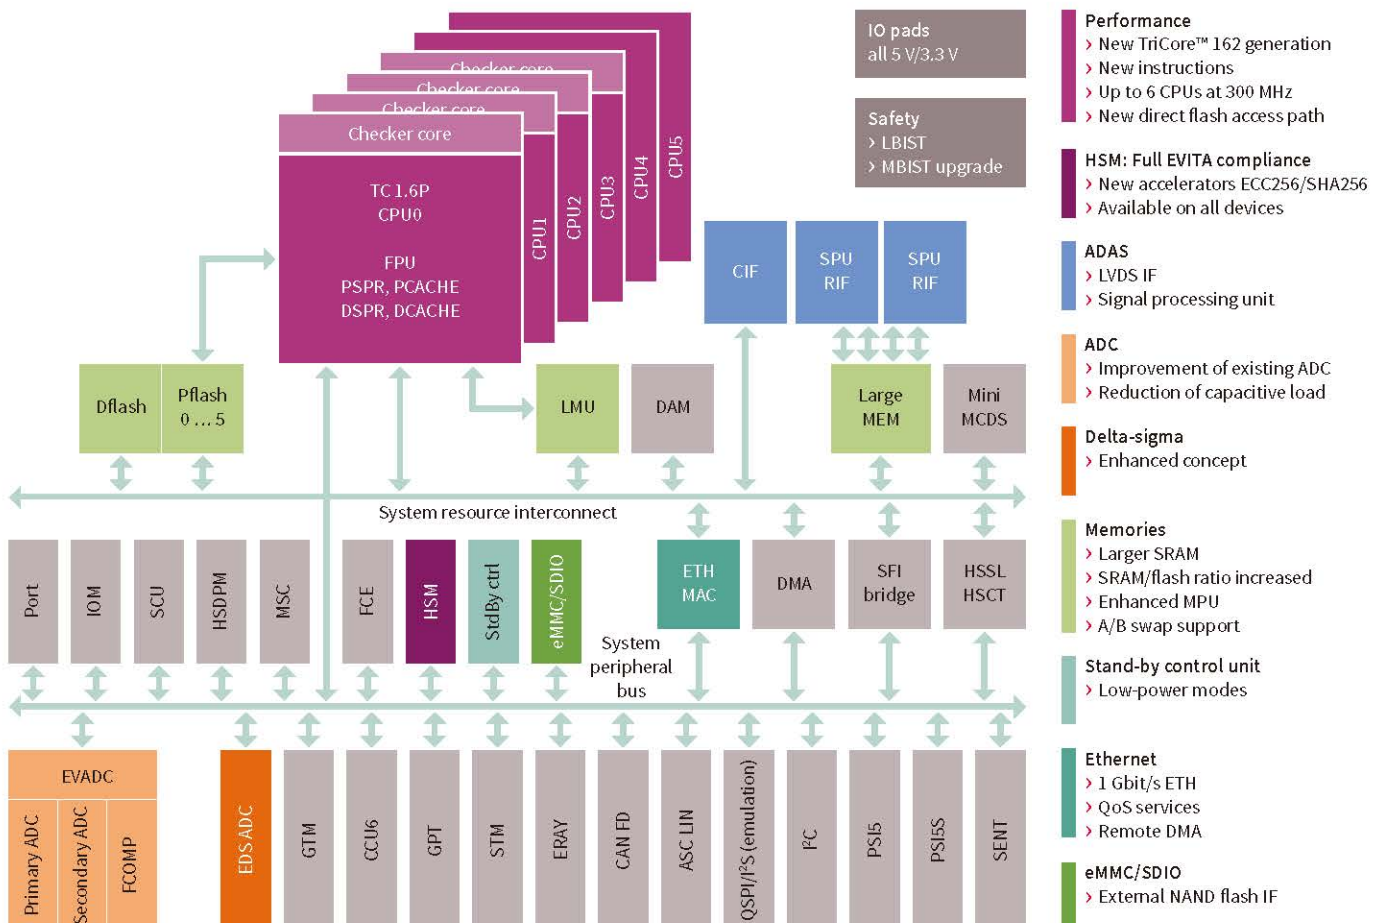 Checker core
Checker core
Checker core
Checker core
TC 1.6P
CPU0
FPU
PSPR, PCACHE
DSPR, DCACHE
CPU1
CPU2
CPU3
CPU4
CPU5
IO pads
all 5 V/3.3 V
Safety
› LBIST
› MBIST upgrade
CIF
SPU
RIF
SPU
RIF
Dflash
Pflash
0 ... 5
LMU
DAM
Large
MEM
Mini
MCDS
System resource interconnect
Port
IOM
SCU
HSDPM
MSC
FCE
HSM
StdBy ctrl
eMMC/SDIO
System
peripheral
bus
ETH
MAC
DMA
SFI
bridge
HSSL
HSCT
EVADC
Primary ADC
Secondary ADC
FCOMP
EDS ADC
GTM
CCU6
GPT
STM
ERAY
CAN FD
ASC LIN
QSPI/I²S (emulation)
I²C
PSI5
PSI5S
SENT
Performance
› New TriCore™ 162 generation
› New instructions
› Up to 6 CPUs at 300 MHz
› New direct flash access path
HSM: Full EVITA compliance
› New accelerators ECC256/SHA256
› Available on all devices
ADAS
› LVDS IF
› Signal processing unit
ADC
› Improvement of existing ADC
› Reduction of capacitive load
Delta-sigma
› Enhanced concept
Memories
› Larger SRAM
› SRAM/flash ratio increased
› Enhanced MPU
› A/B swap support
Stand-by control unit
› Low-power modes
Ethernet
› 1 Gbit/s ETH
› QoS services
› Remote DMA
eMMC/SDIO
› External NAND flash IF